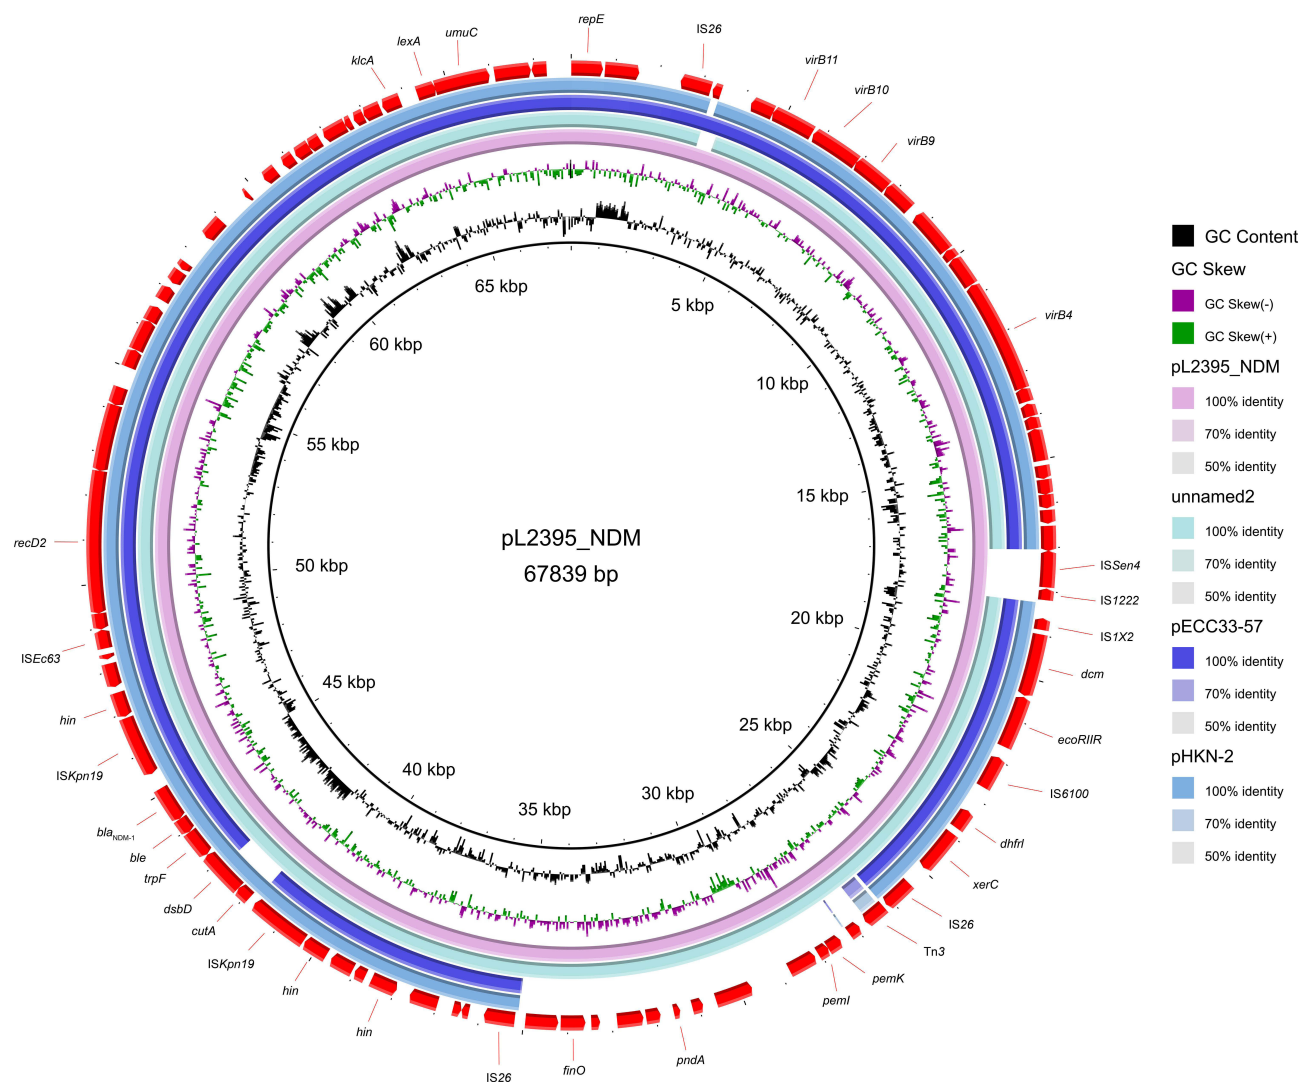 repE
IS26
umuC
lexA
klcA
virB11
virB10
virB9
virB4
ISSen4
IS1222
IS1X2
dcm
ecoRIIR
IS6100
dhfrI
xerC
IS26
Tn3
pemK
pemI
pndA
finO
IS26
hin
hin
ISKpn19
cutA
dsbD
trpF
ble
blaNDM-1
ISKpn19
hin
ISEc63
recD2
5 kbp
10 kbp
15 kbp
20 kbp
25 kbp
30 kbp
35 kbp
40 kbp
45 kbp
50 kbp
55 kbp
60 kbp
65 kbp
pL2395_NDM
67839 bp
GC Content
GC Skew
GC Skew(-)
GC Skew(+)
pL2395_NDM
100% identity
70% identity
50% identity
unnamed2
100% identity
70% identity
50% identity
pECC33-57
100% identity
70% identity
50% identity
pHKN-2
100% identity
70% identity
50% identity